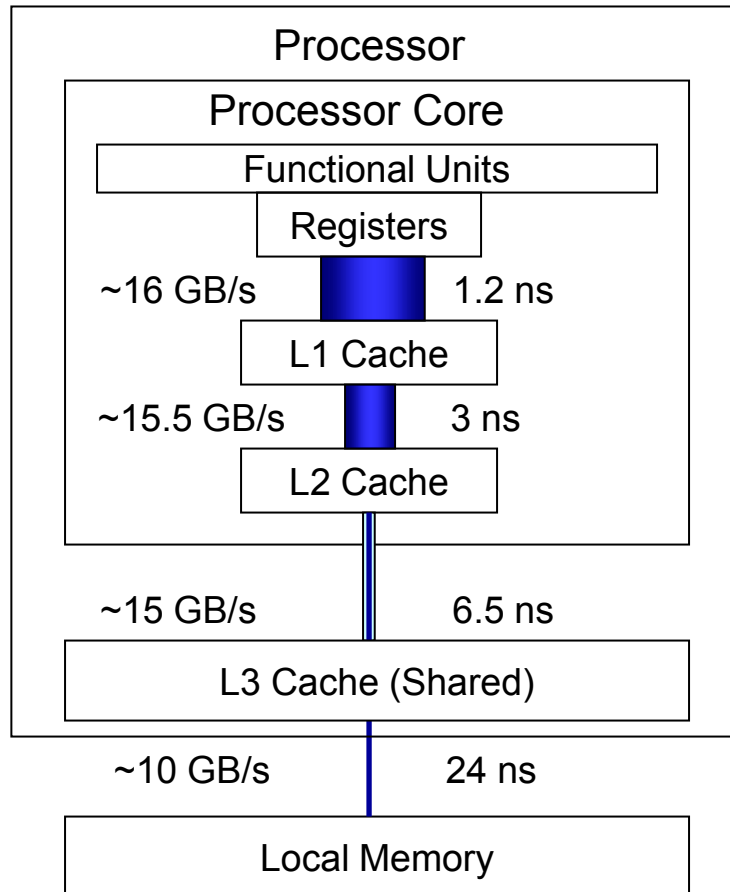 Processor
Processor Core
Functional Units
Registers
~16 GB/s 1.2 ns
L1 Cache
~15.5 GB/s 3 ns
L2 Cache
~15 GB/s 6.5 ns
L3 Cache (Shared)
~10 GB/s 24 ns
Local Memory